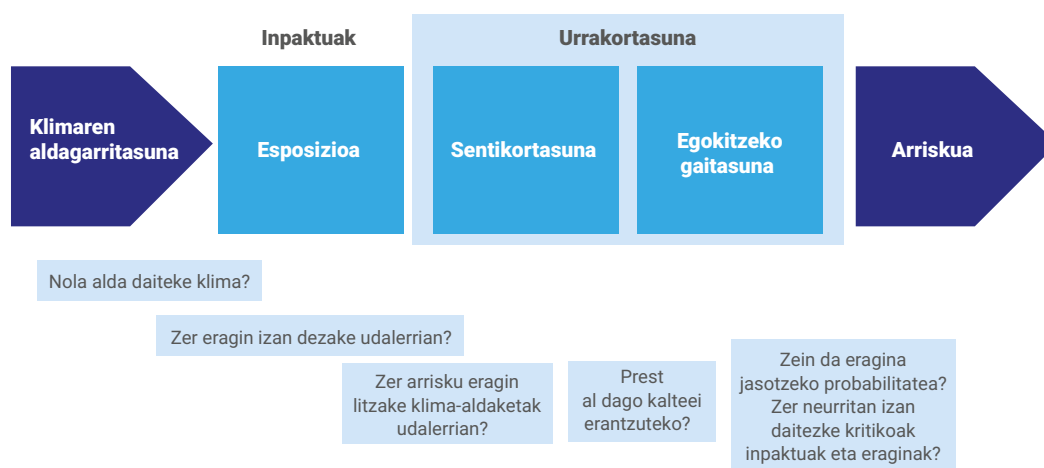 Inpaktuak
Urrakortasuna
Klimaren
aldagarritasuna
Esposizioa
Sentikortasuna
Egokitzeko
gaitasuna
Arriskua
Nola alda daiteke klima?
Zer eragin izan dezake udalerrian?
Zer arrisku eragin
litzake klima-aldaketak
udalerrian?
Prest
al dago kalteei
erantzuteko?
Zein da eragina
jasotzeko probabilitatea?
Zer neurritan izan
daitezke kritikoak
inpaktuak eta eraginak?